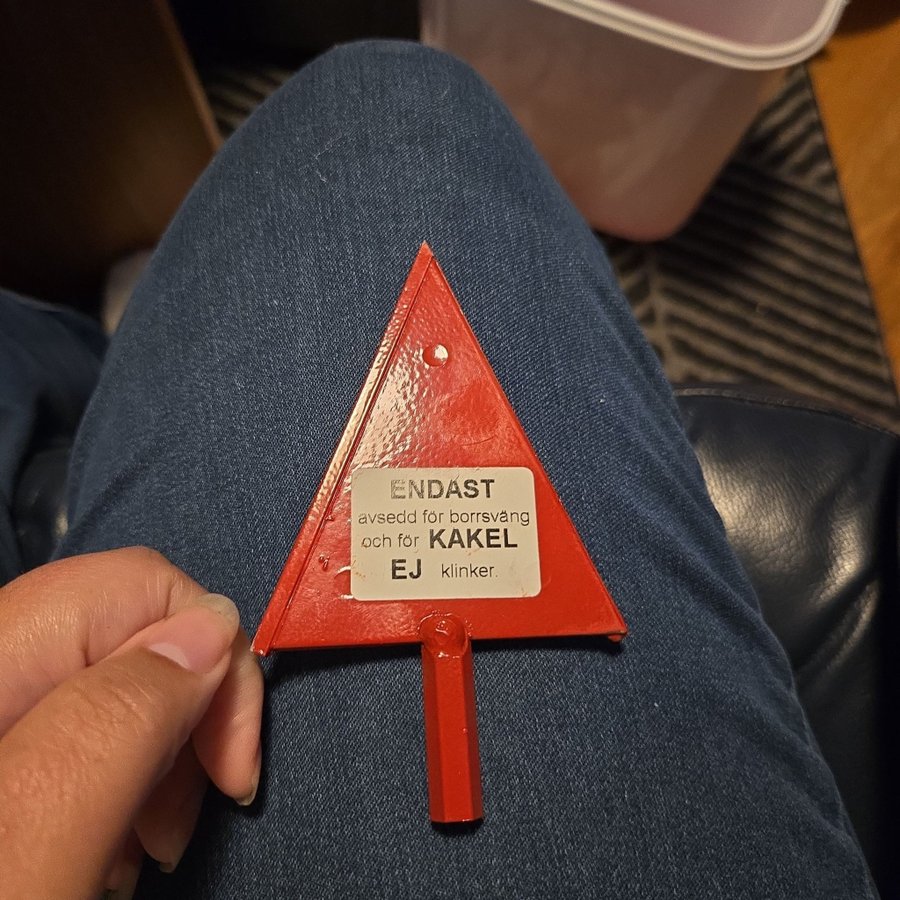 ENDAST
avsedd för borrsväng
och för KAKEL
EJ klinker.